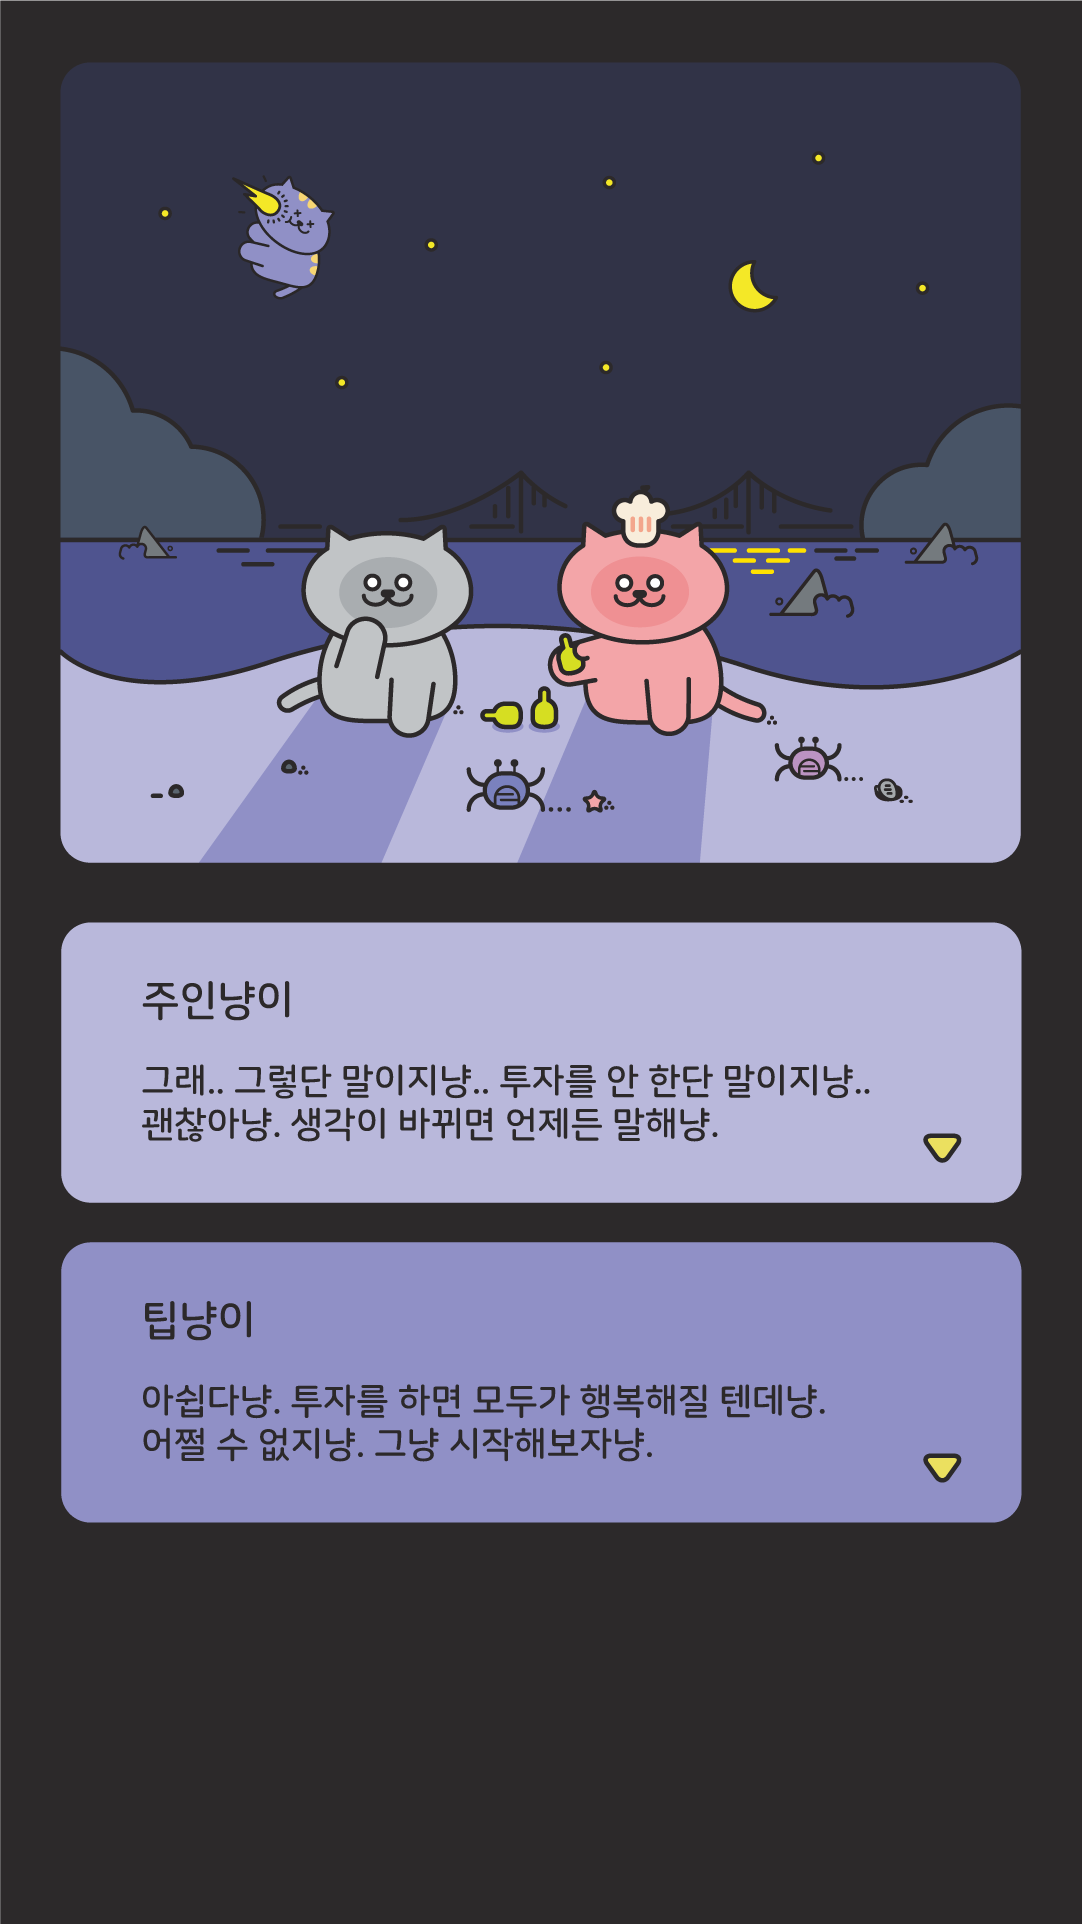 주인냥이
그래.. 그렇단 말이지냥.. 투자를 안 한단 말이지냥..
괜찮아냥. 생각이 바뀌면 언제든 말해냥.
팁냥이
아쉽다냥. 투자를 하면 모두가 행복해질 텐데냥.
어쩔 수 없지냥. 그냥 시작해보자냥.